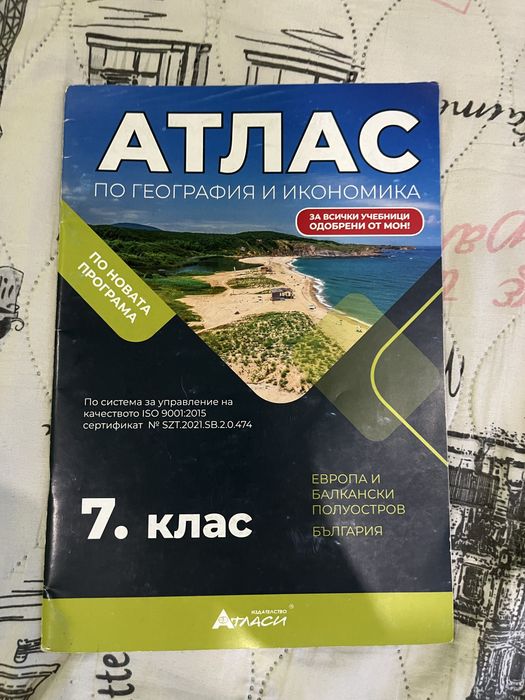 АТЛАС
ПО ГЕОГРАФИЯ И ИКОНОМИКА
ЗА ВСИЧКИ УЧЕБНИЦИ
ОДОБРЕНИ ОТ МОН!
ПО НОВАТА
ПРОГРАМА
По система за управление на
качеството ISO 9001:2015
сертификат № SZT.2021.SB.2.0.474
ЕВРОПА И
БАЛКАНСКИ
ПОЛУОСТРОВ
БЪЛГАРИЯ
7. клас
ИЗДАТЕЛСТВО
АТЛАСИ®